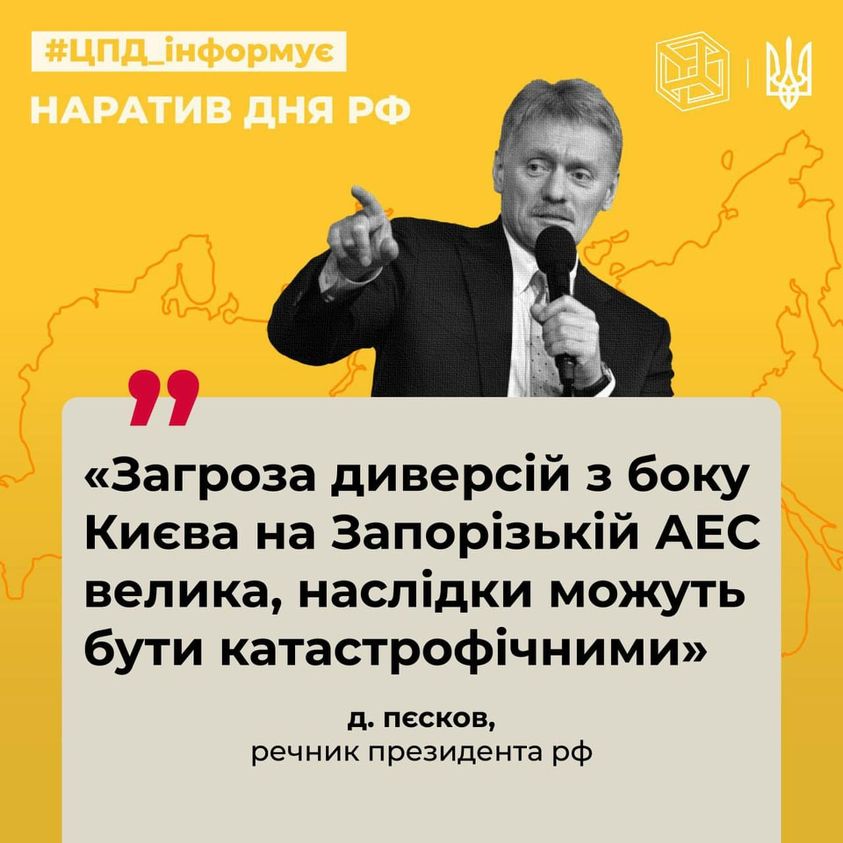 #ЦПД_інформує
НАРАТИВ ДНЯ РФ
«Загроза диверсій з боку
Києва на Запорізькій АЕС
велика, наслідки можуть
бути катастрофічними»
д. пєсков,
речник президента рф